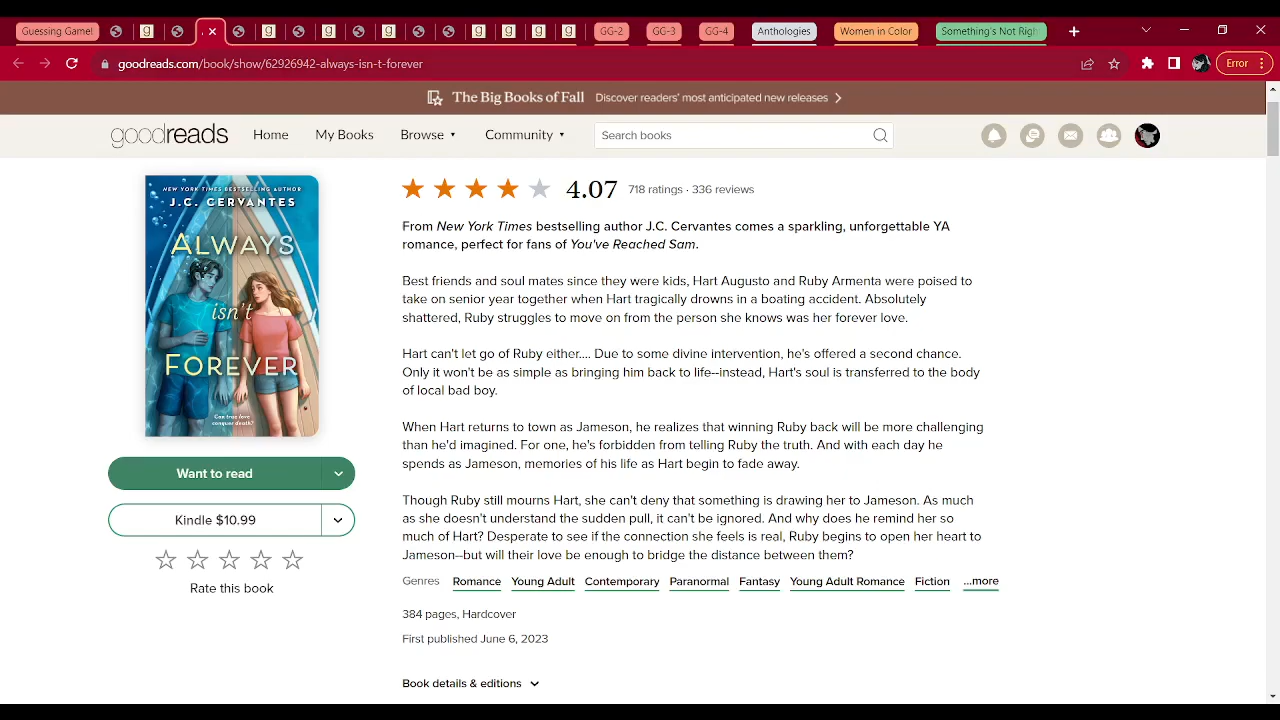 Guessing Game!
GG-2
GG-3
GG-4
Anthologies
Women in Color
Something's Not Righ
goodreads.com/book/show/62926942-always-isn-t-forever
Error
The Big Books of Fall Discover readers' most anticipated new releases
goodreads
Home
My Books
Browse
Community
Search books
NEW YORK TIMES BESTSELLING AUTHOR
J.C. CERVANTES
ALWAYS
isn't
FOREVER
Can true love
conquer death?
Want to read
Kindle $10.99
Rate this book
4.07 718 ratings · 336 reviews
From New York Times bestselling author J.C. Cervantes comes a sparkling, unforgettable YA
romance, perfect for fans of You've Reached Sam.
Best friends and soul mates since they were kids, Hart Augusto and Ruby Armenta were poised to
take on senior year together when Hart tragically drowns in a boating accident. Absolutely
shattered, Ruby struggles to move on from the person she knows was her forever love.
Hart can't let go of Ruby either.... Due to some divine intervention, he's offered a second chance.
Only it won't be as simple as bringing him back to life--instead, Hart's soul is transferred to the body
of local bad boy.
When Hart returns to town as Jameson, he realizes that winning Ruby back will be more challenging
than he'd imagined. For one, he's forbidden from telling Ruby the truth. And with each day he
spends as Jameson, memories of his life as Hart begin to fade away.
Though Ruby still mourns Hart, she can't deny that something is drawing her to Jameson. As much
as she doesn't understand the sudden pull, it can't be ignored. And why does he remind her so
much of Hart? Desperate to see if the connection she feels is real, Ruby begins to open her heart to
Jameson--but will their love be enough to bridge the distance between them?
Genres Romance Young Adult Contemporary Paranormal Fantasy Young Adult Romance Fiction ...more
384 pages, Hardcover
First published June 6, 2023
Book details & editions